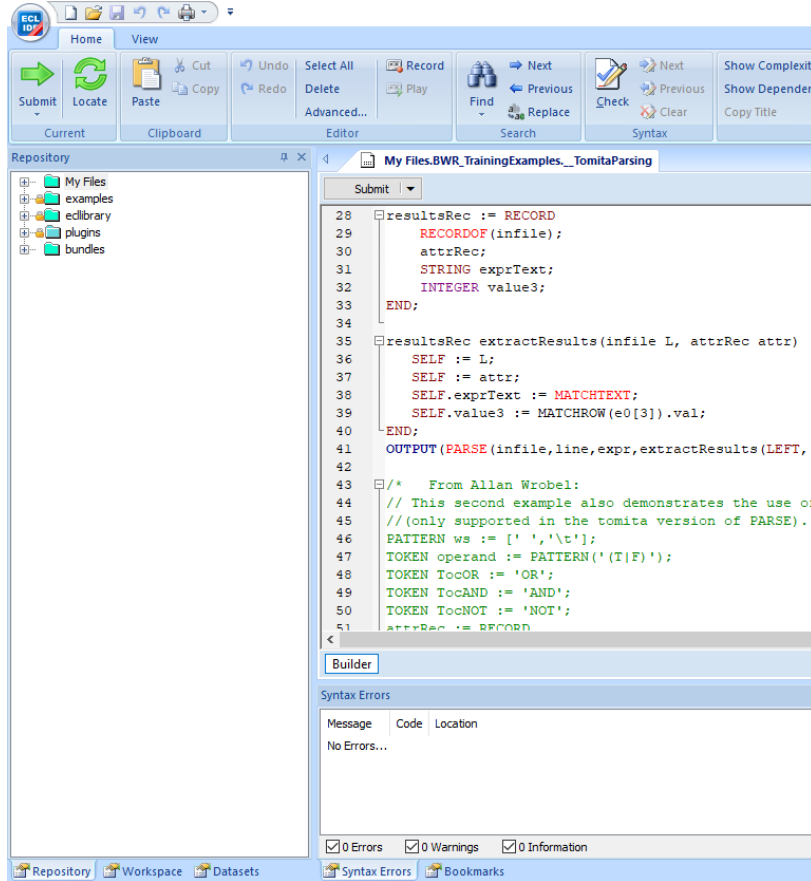 ECL
IDE
Home View
Submit
Locate
Current
Paste
Cut
Copy
Clipboard
Undo
Redo
Select All
Delete
Advanced...
Record
Play
Editor
Find
Next
Previous
Replace
Search
Check
Next
Previous
Clear
Syntax
Show Complexit
Show Depender
Copy Title
Repository
My Files
examples
eclibrary
plugins
bundles
My Files.BWR_TrainingExamples.__TomitaParsing
Submit
28 resultsRec := RECORD
29 RECORDOF(infile);
30 attrRec;
31 STRING exprText;
32 INTEGER value3;
33 END;
34
35 resultsRec extractResults(infile L, attrRec attr)
36 SELF := L;
37 SELF := attr;
38 SELF.exprText := MATCHTEXT;
39 SELF.value3 := MATCHROW(e0[3]).val;
40 END;
41 OUTPUT(PARSE(infile,line,expr,extractResults(LEFT,
42
43 /* From Allan Wrobel:
44 // This second example also demonstrates the use o
45 //(only supported in the tomita version of PARSE).
46 PATTERN ws := [' ','\t'];
47 TOKEN operand := PATTERN('(T|F)');
48 TOKEN TocOR := 'OR';
49 TOKEN TocAND := 'AND';
50 TOKEN TocNOT := 'NOT';
51 attrRec := RECORD
Builder
Syntax Errors
Message Code Location
No Errors...
0 Errors 0 Warnings 0 Information
Repository Workspace Datasets
Syntax Errors Bookmarks